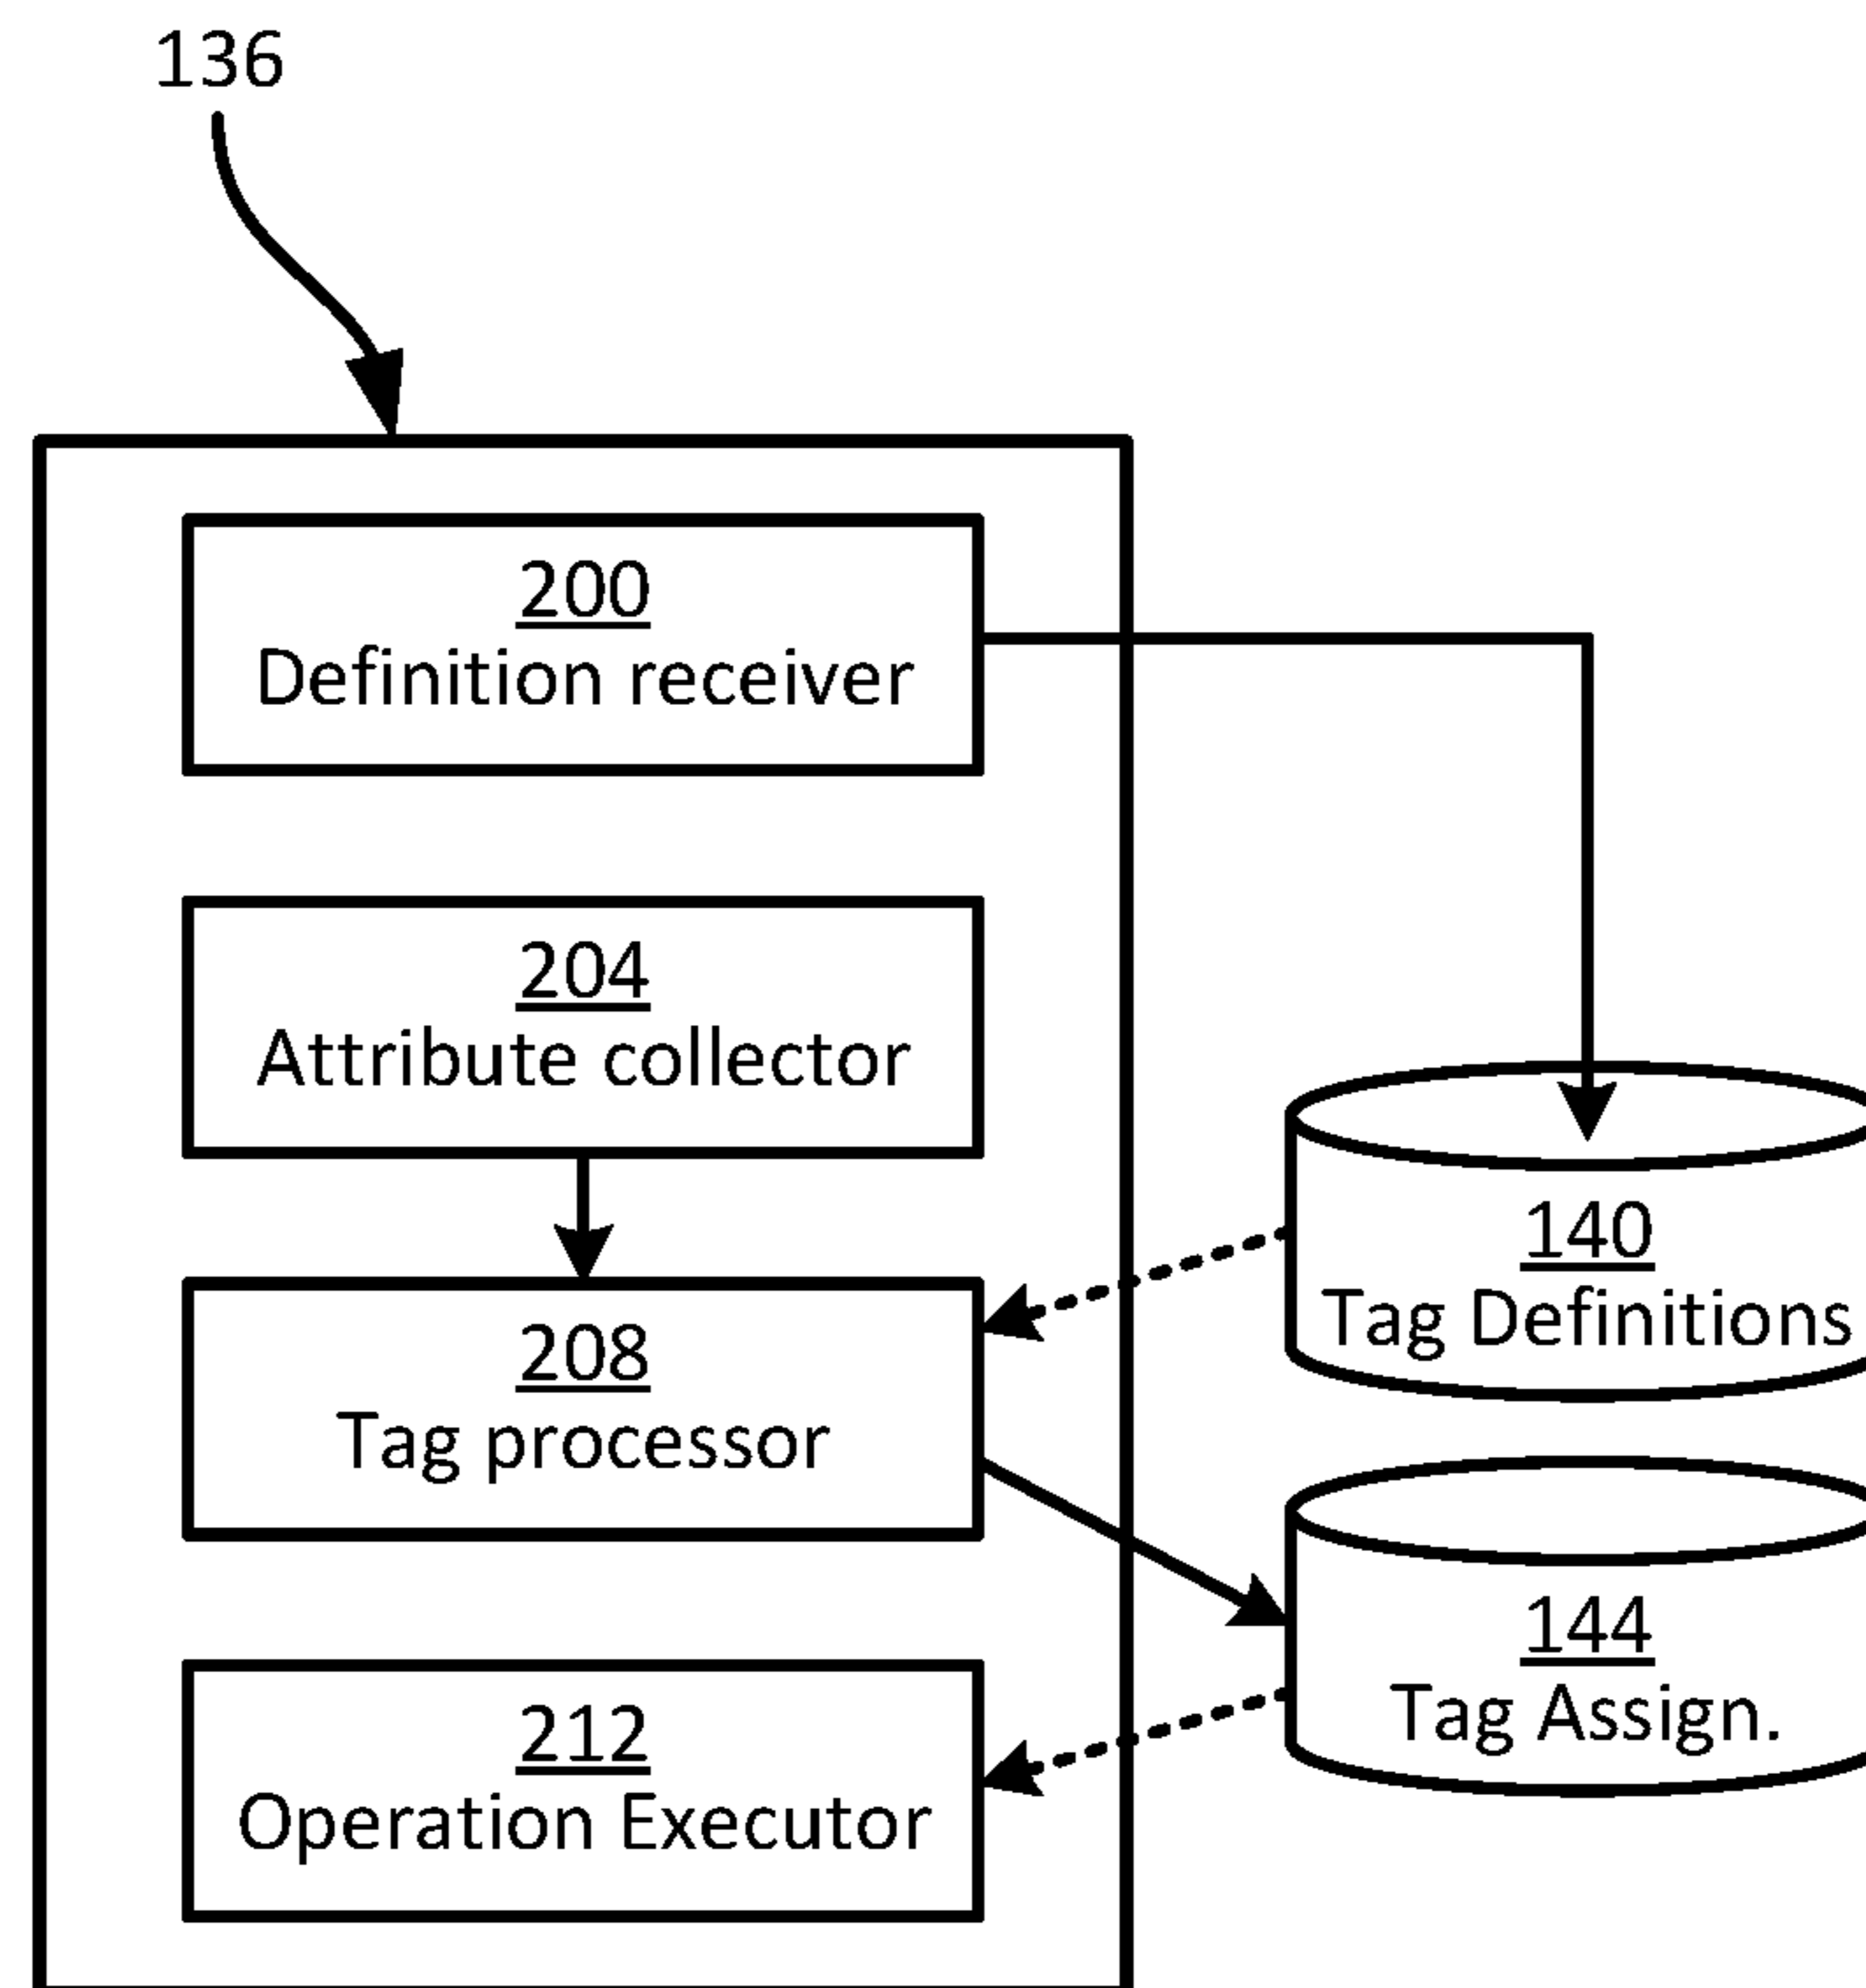 136
200
Definition receiver
204
Attribute collector
140
Tag Definitions
208
Tag processor
144
Tag Assign.
212
Operation Executor